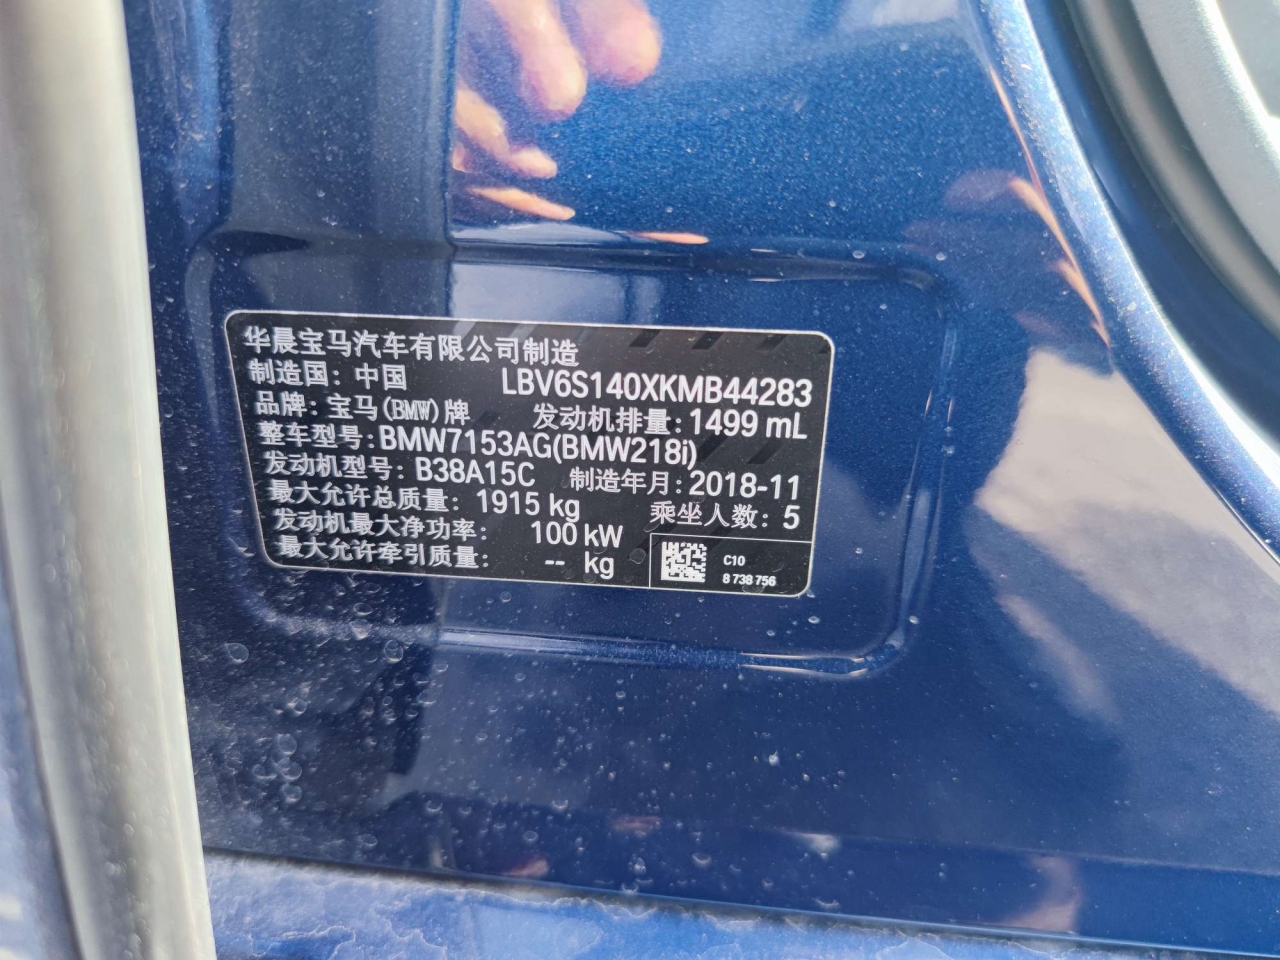 华晨宝马汽车有限公司制造
制造国：中国 LBV6S140XKMB44283
品牌：宝马(BMW)牌 发动机排量：1499 mL
整车型号：BMW7153AG(BMW218i)
发动机型号：B38A15C 制造年月：2018-11
最大允许总质量：1915 kg 乘坐人数：5
发动机最大净功率：100 kW
最大允许牵引质量：-- kg
C10
8 738 756